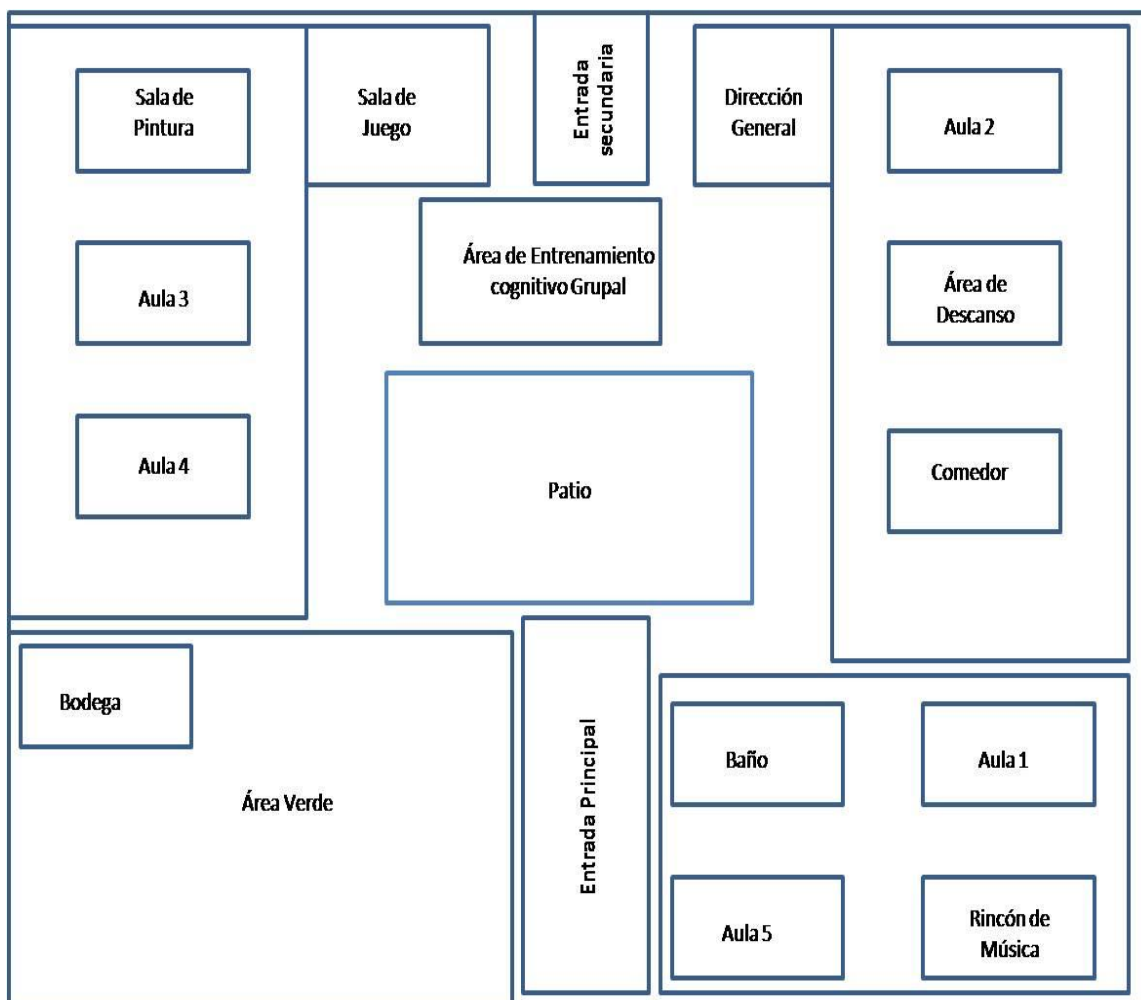 Sala de
Pintura
Sala de
Juego
Entrada
secundaria
Dirección
General
Aula 2
Área de Entrenamiento
cognitivo Grupal
Aula 3
Área de
Descanso
Aula 4
Patio
Comedor
Bodega
Área Verde
Entrada Principal
Baño
Aula 1
Aula 5
Rincón de
Música